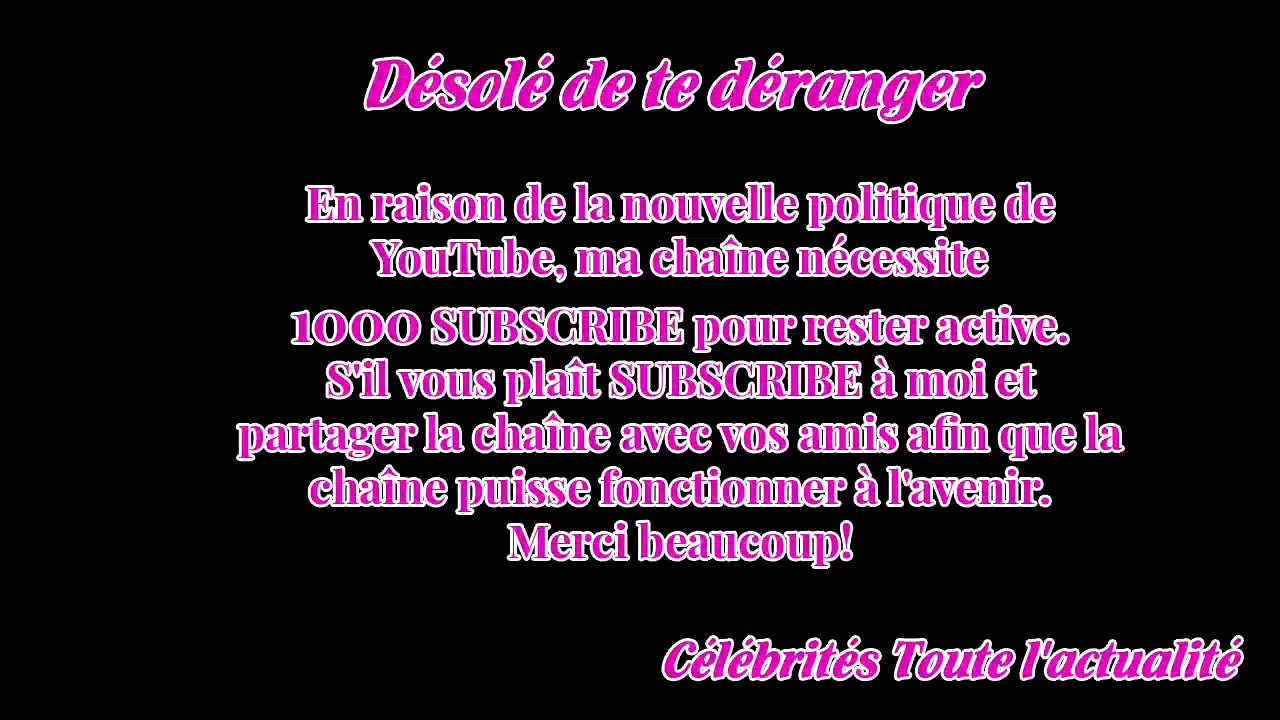 Désolé de te déranger
En raison de la nouvelle politique de
YouTube, ma chaîne nécessite
1000 SUBSCRIBE pour rester active.
S'il vous plaît SUBSCRIBE à moi et
partager la chaîne avec vos amis afin que la
chaîne puisse fonctionner à l'avenir.
Merci beaucoup!
Célébrités Toute l'actualité